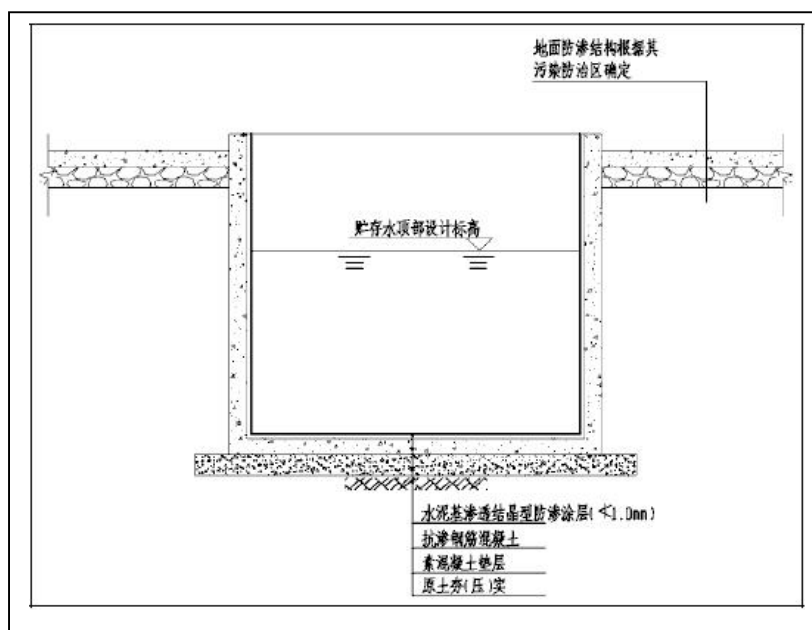 地面防渗结构根据其
污染防治区确定
贮存水顶部设计标高
水泥基渗透结晶型防渗涂层(≮1.0mm)
抗渗钢筋混凝土
素混凝土垫层
原土夯(压)实